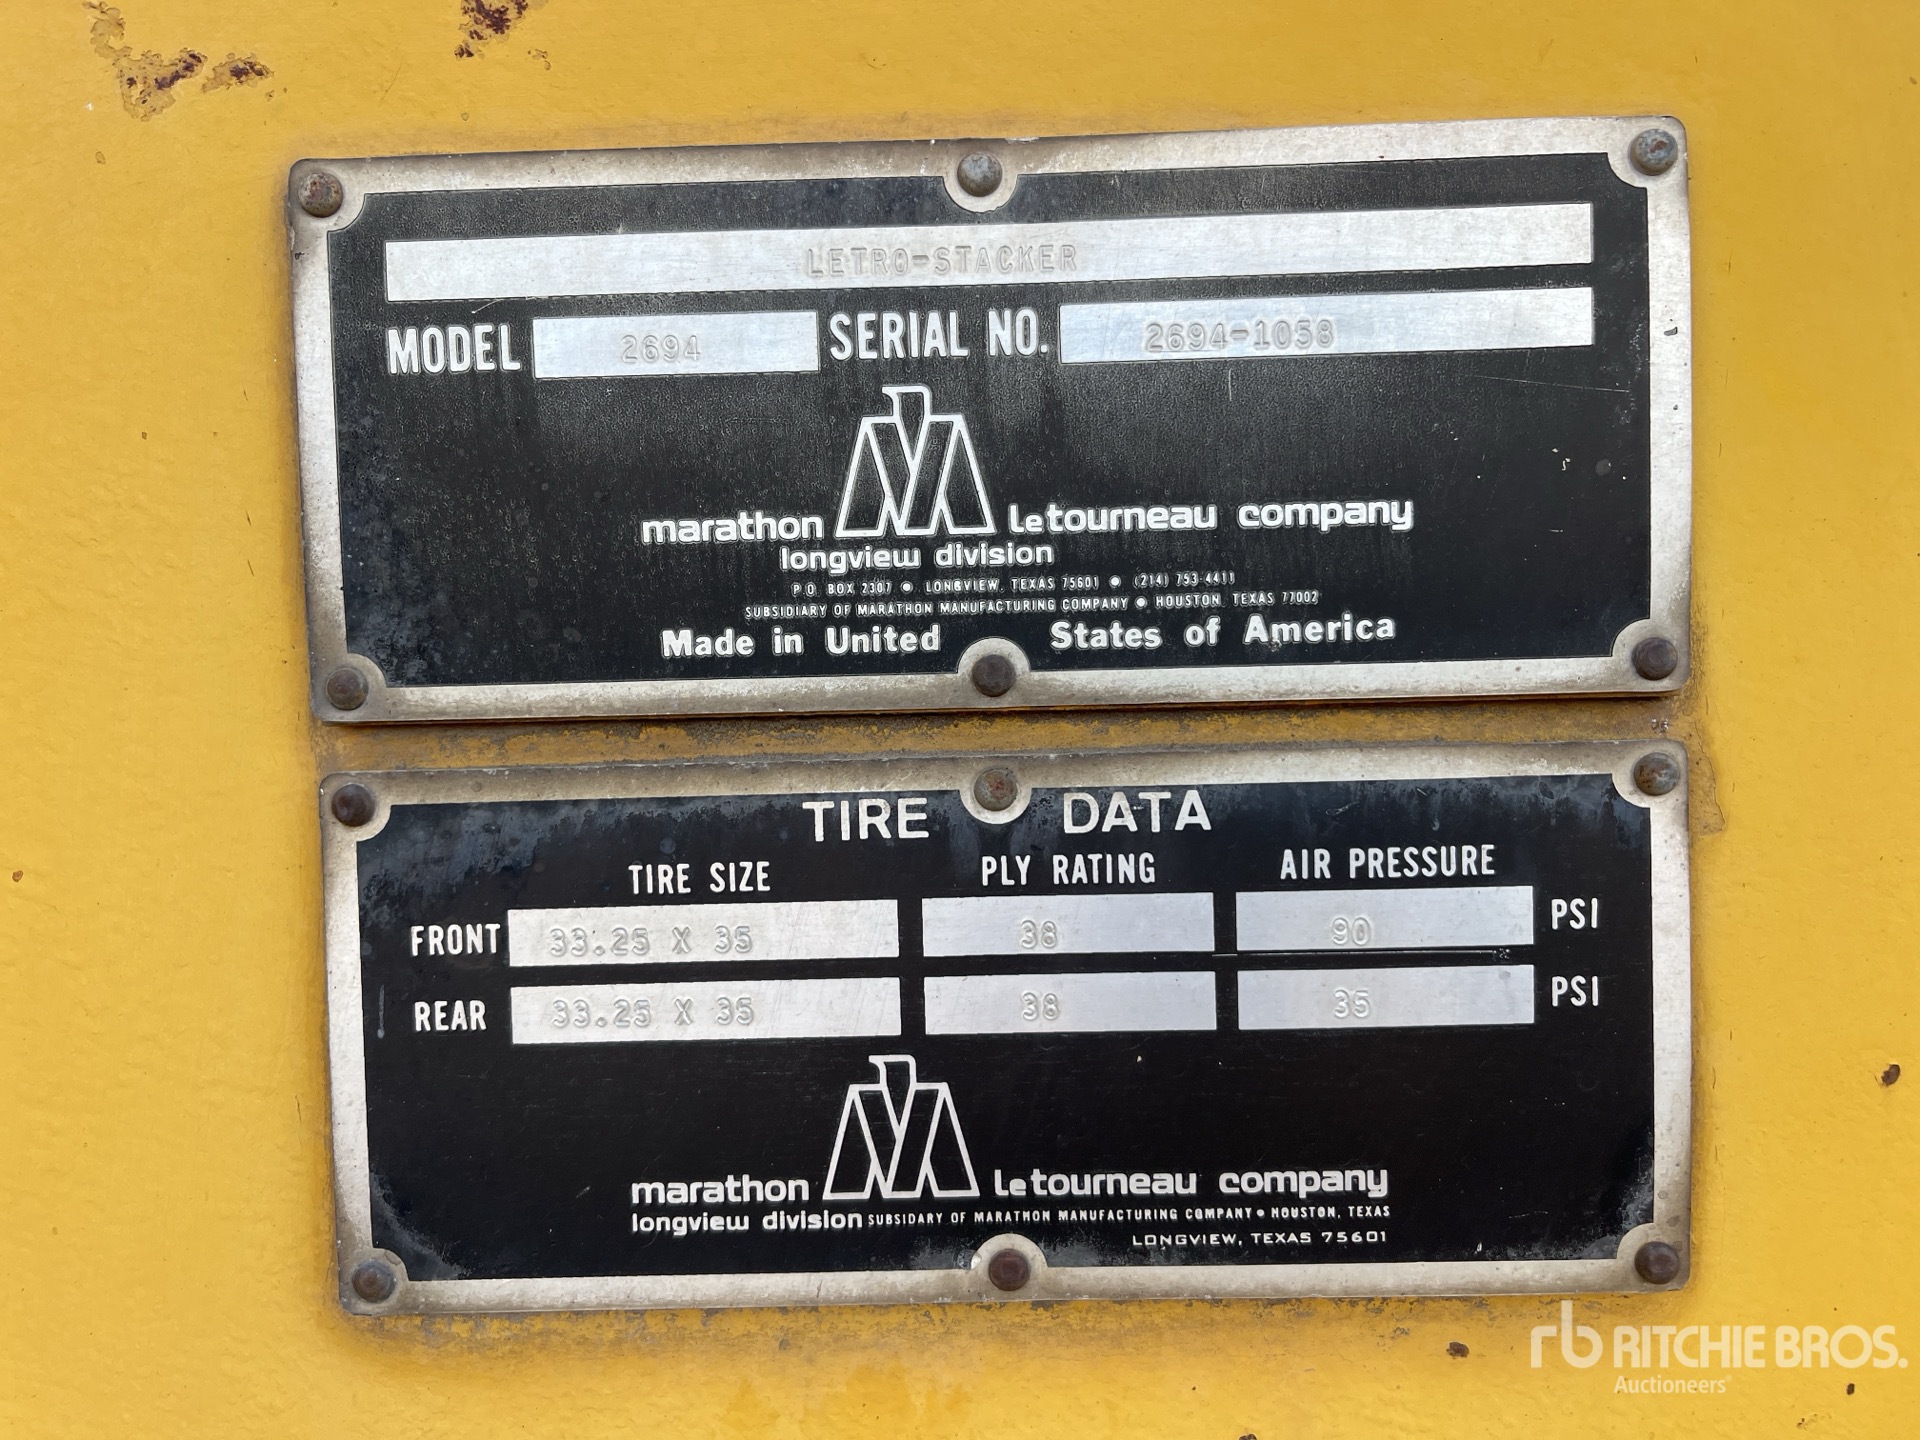 LETRO-STACKER
MODEL 2694 SERIAL NO. 2694-1058
marathon LeTourneau company
longview division
P.O. BOX 2307 • LONGVIEW, TEXAS 75601 • (214) 753-4411
SUBSIDIARY OF MARATHON MANUFACTURING COMPANY • HOUSTON, TEXAS 77002
Made in United States of America
TIRE DATA
TIRE SIZE PLY RATING AIR PRESSURE
FRONT 33.25 X 35 38 90 PSI
REAR 33.25 X 35 38 35 PSI
marathon LeTourneau company
longview division SUBSIDARY OF MARATHON MANUFACTURING COMPANY • HOUSTON, TEXAS
LONGVIEW, TEXAS 75601
rb RITCHIE BROS.
Auctioneers